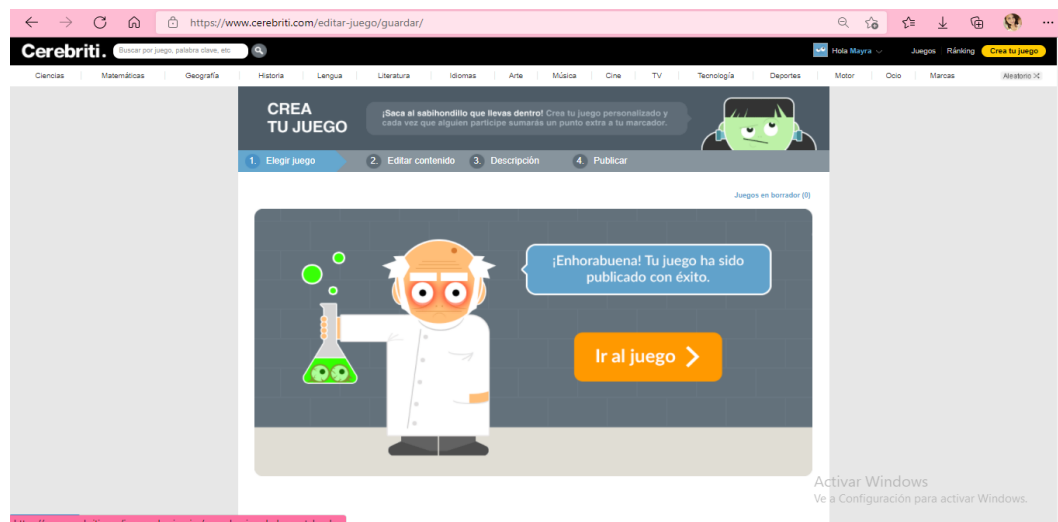 https://www.cerebriti.com/editar-juego/guardar/
Cerebriti.
Buscar por juego, palabra clave, etc
Hola Mayra
Juegos
Ránking
Crea tu juego
Ciencias
Matemáticas
Geografía
Historia
Lengua
Literatura
Idiomas
Arte
Música
Cine
TV
Tecnología
Deportes
Motor
Ocio
Marcas
Aleatorio
CREA
TU JUEGO
¡Saca al sabihondillo que llevas dentro! Crea tu juego personalizado y
cada vez que alguien participe sumarás un punto extra a tu marcador.
1. Elegir juego
2. Editar contenido
3. Descripción
4. Publicar
Juegos en borrador (0)
¡Enhorabuena! Tu juego ha sido
publicado con éxito.
Ir al juego
Activar Windows
Ve a Configuración para activar Windows.